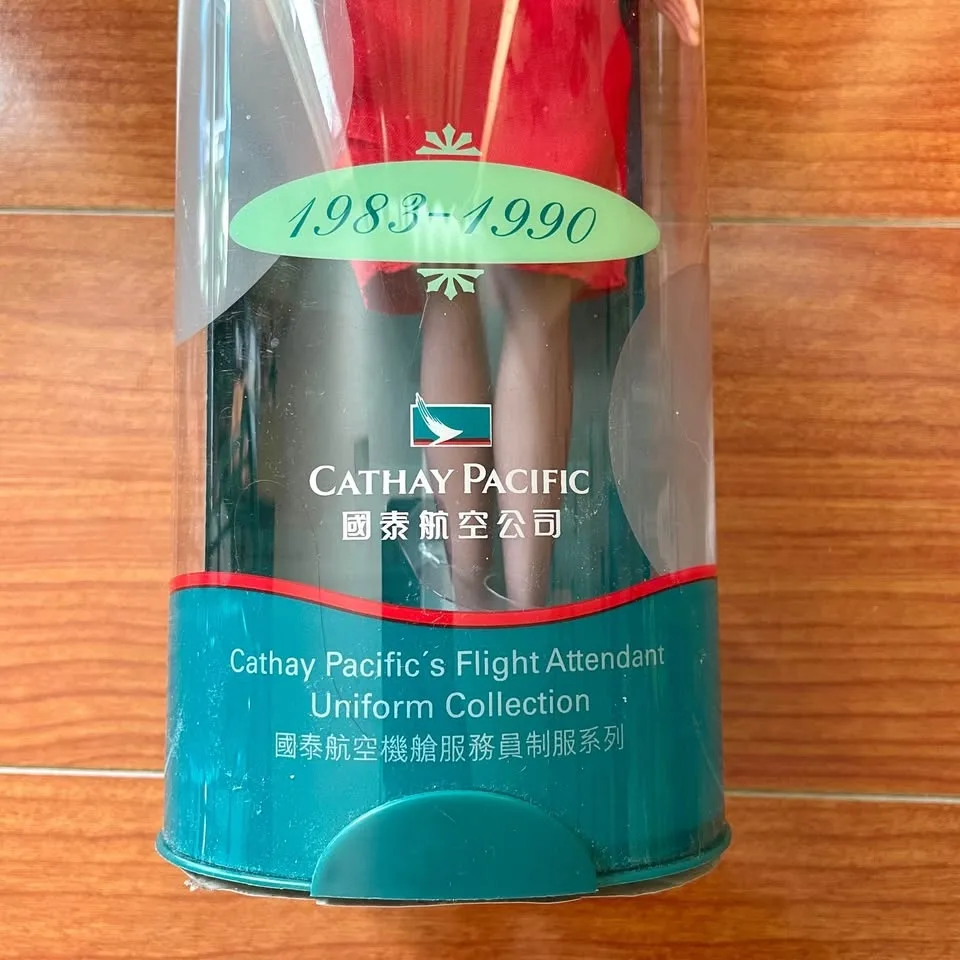 1983-1990
CATHAY PACIFIC
國泰航空公司
Cathay Pacific´s Flight Attendant
Uniform Collection
國泰航空機艙服務員制服系列